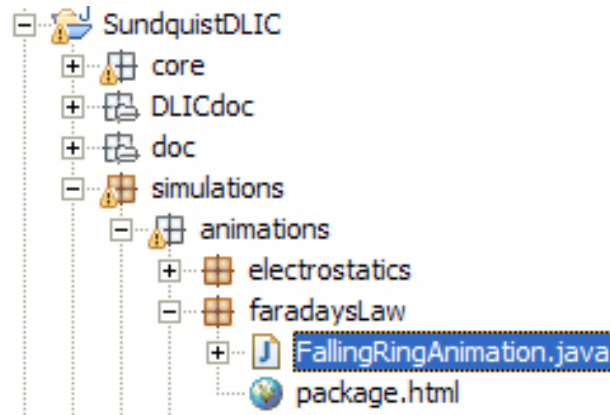 SundquistDLIC
core
DLICdoc
doc
simulations
animations
electrostatics
faradaysLaw
FallingRingAnimation.java
package.html